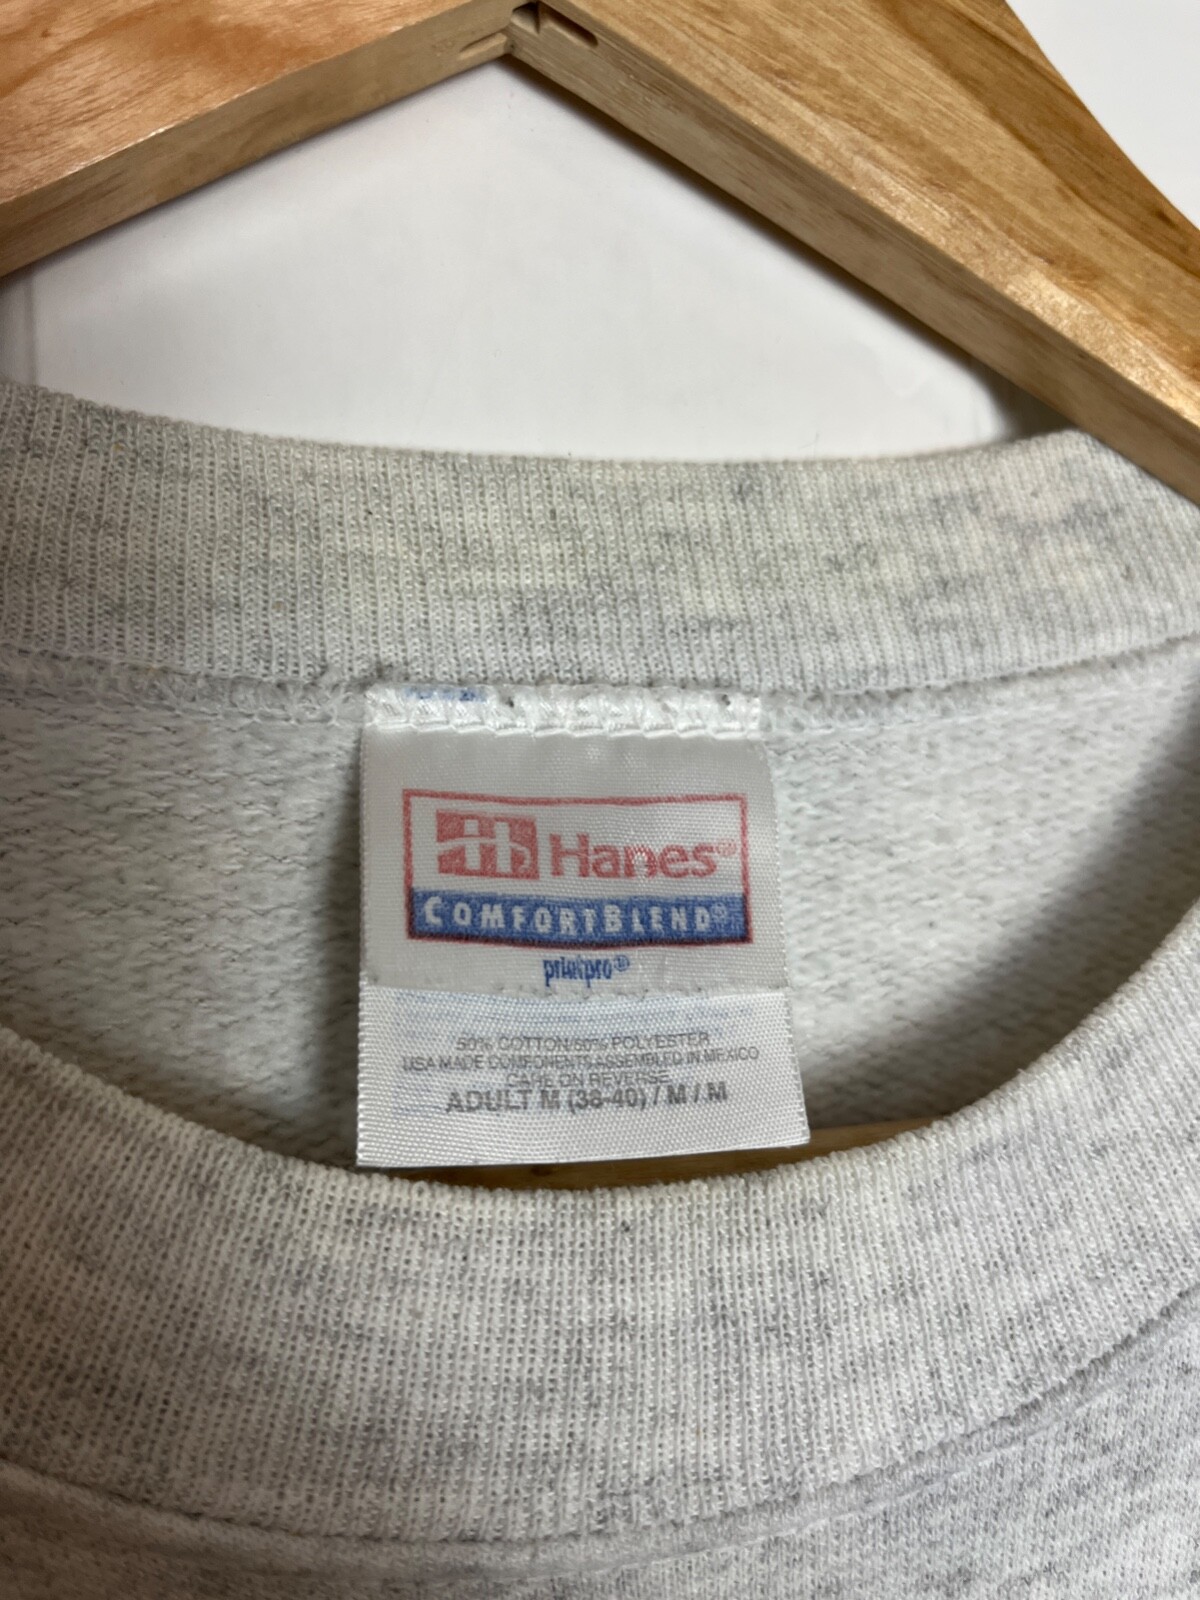 Hanes®
COMFORTBLEND®
printpro®
50% COTTON/50% POLYESTER
USA MADE COMPONENTS ASSEMBLED IN MEXICO
CARE ON REVERSE
ADULT M (38-40) / M / M